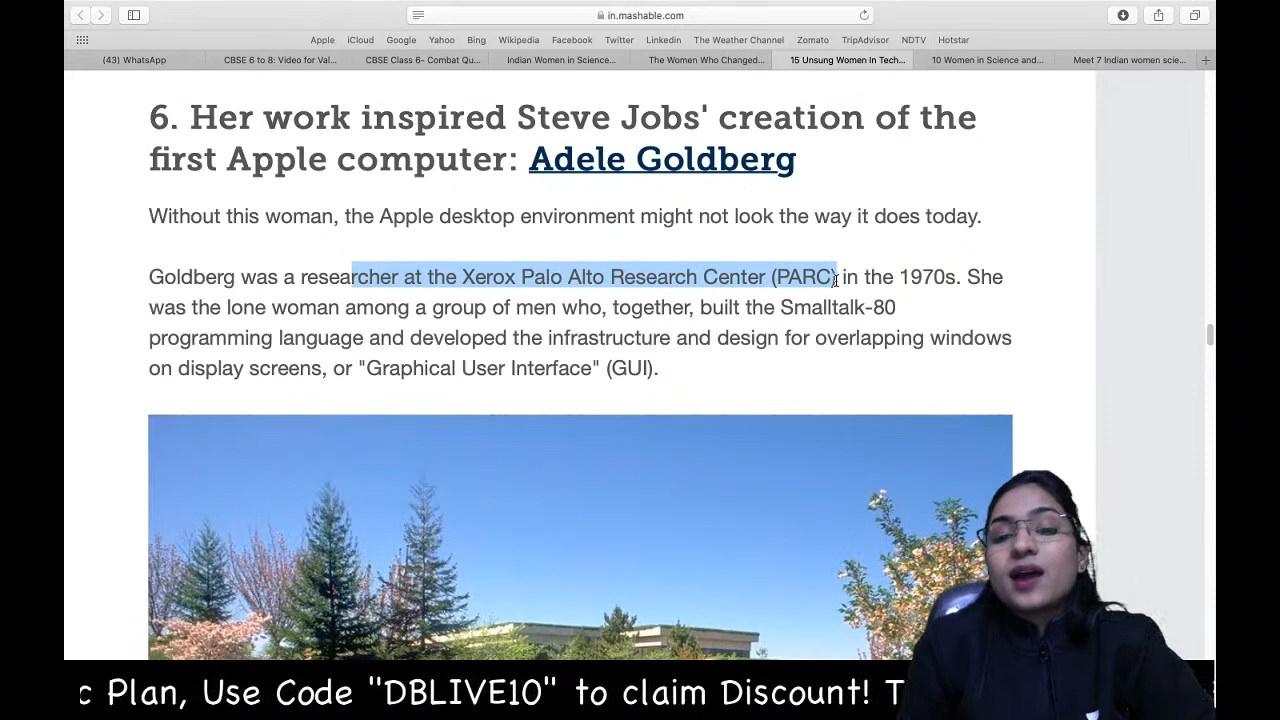 in.mashable.com
Apple iCloud Google Yahoo Bing Wikipedia Facebook Twitter Linkedin The Weather Channel Zomato TripAdvisor NDTV Hotstar
(43) WhatsApp CBSE 6 to 8: Video for Val... CBSE Class 6- Combat Qu... Indian Women in Science... The Women Who Changed... 15 Unsung Women in Tech... 10 Women in Science and... Meet 7 Indian women scie...
6. Her work inspired Steve Jobs' creation of the
first Apple computer: Adele Goldberg
Without this woman, the Apple desktop environment might not look the way it does today.
Goldberg was a researcher at the Xerox Palo Alto Research Center (PARC) in the 1970s. She
was the lone woman among a group of men who, together, built the Smalltalk-80
programming language and developed the infrastructure and design for overlapping windows
on display screens, or "Graphical User Interface" (GUI).
c Plan, Use Code "DBLIVE10" to claim Discount! T